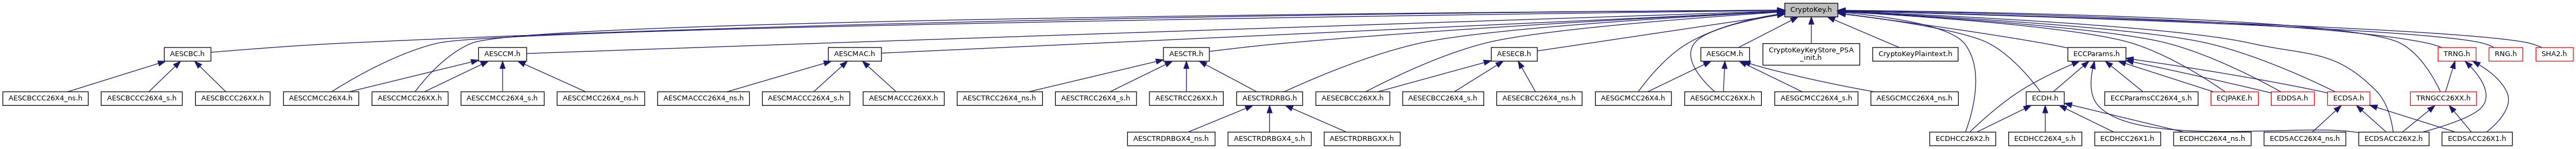 CryptoKey.h
AESCBC.h
AESCCM.h
AESCMAC.h
AESCTR.h
AESECB.h
AESGCM.h
CryptoKeyKeyStore_PSA
_init.h
CryptoKeyPlaintext.h
ECCParams.h
TRNG.h
RNG.h
SHA2.h
AESCBCCC26X4_ns.h
AESCBCCC26X4_s.h
AESCBCCC26XX.h
AESCCMCC26X4.h
AESCCMCC26XX.h
AESCCMCC26X4_s.h
AESCCMCC26X4_ns.h
AESCMACCC26X4_ns.h
AESCMACCC26X4_s.h
AESCMACCC26XX.h
AESCTRCC26X4_ns.h
AESCTRCC26X4_s.h
AESCTRCC26XX.h
AESCTRDRBG.h
AESECBCC26XX.h
AESECBCC26X4_s.h
AESECBCC26X4_ns.h
AESGCMCC26X4.h
AESGCMCC26XX.h
AESGCMCC26X4_s.h
AESGCMCC26X4_ns.h
ECDH.h
ECCParamsCC26X4_s.h
ECJPAKE.h
EDDSA.h
ECDSA.h
TRNGCC26XX.h
AESCTRDRBGX4_ns.h
AESCTRDRBGX4_s.h
AESCTRDRBGXX.h
ECDHCC26X2.h
ECDHCC26X4_s.h
ECDHCC26X1.h
ECDHCC26X4_ns.h
ECDSACC26X4_ns.h
ECDSACC26X2.h
ECDSACC26X1.h